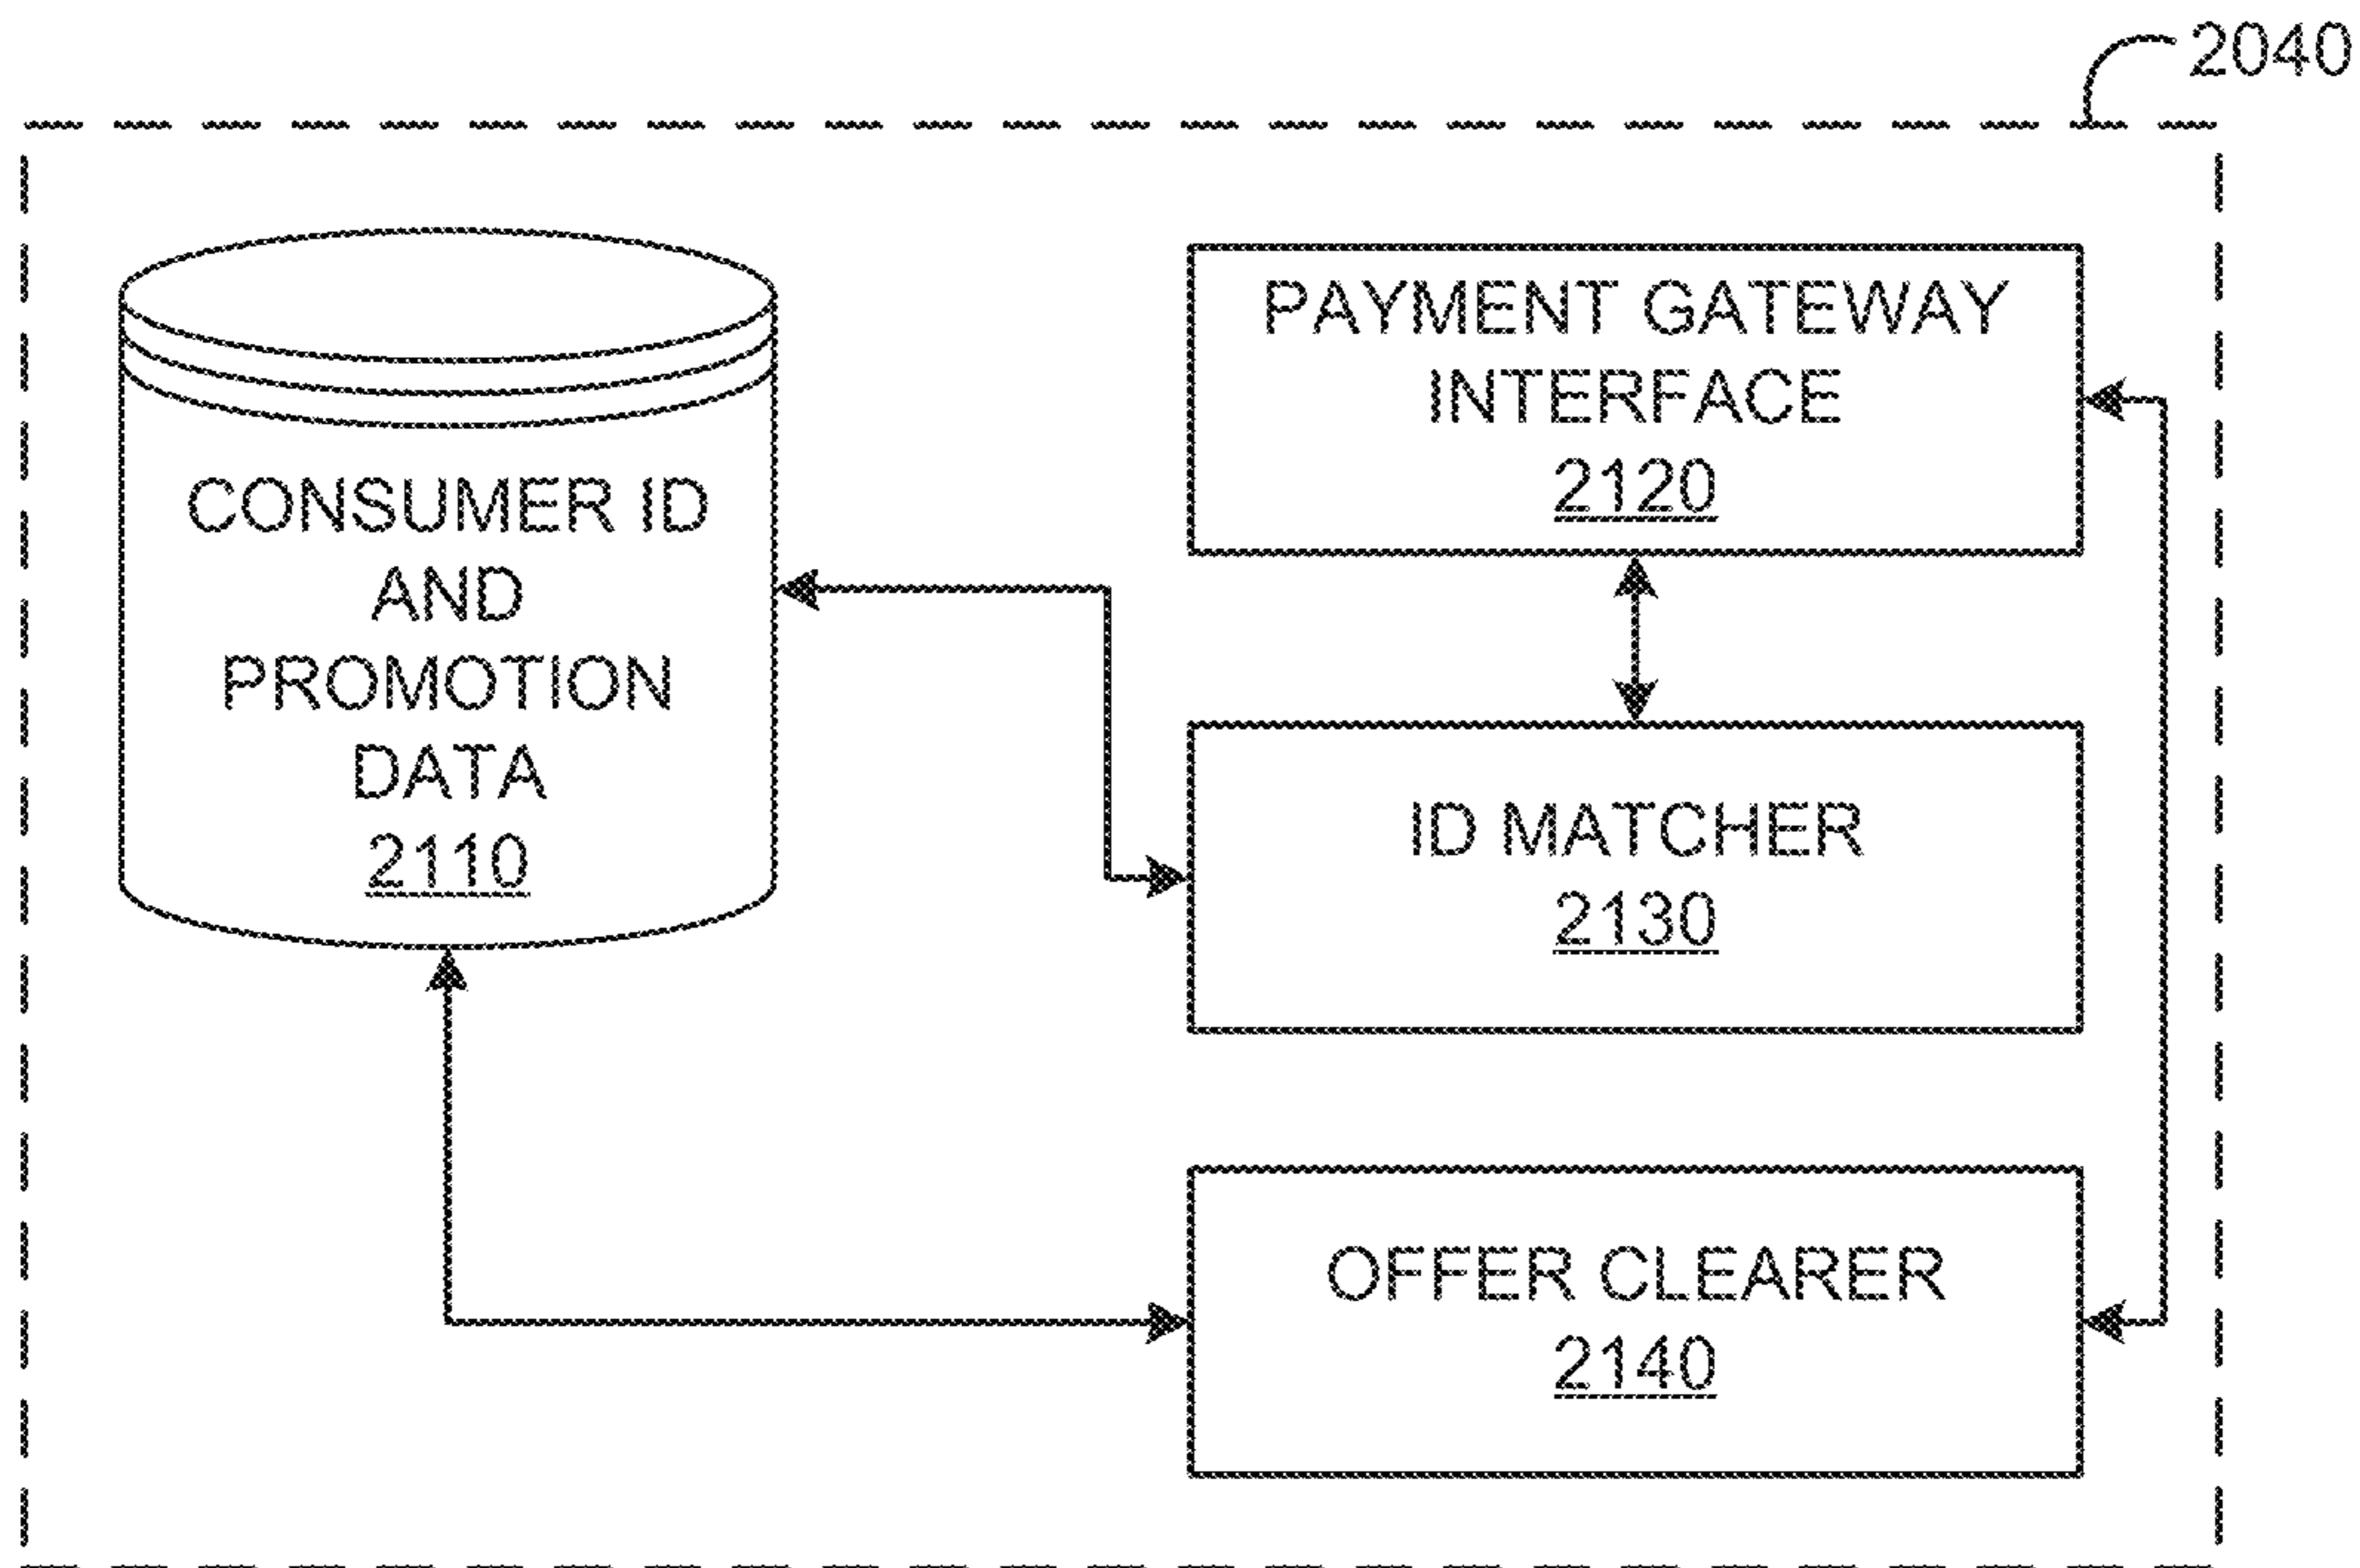 2040
CONSUMER ID
AND
PROMOTION
DATA
2110
PAYMENT GATEWAY
INTERFACE
2120
ID MATCHER
2130
OFFER CLEARER
2140